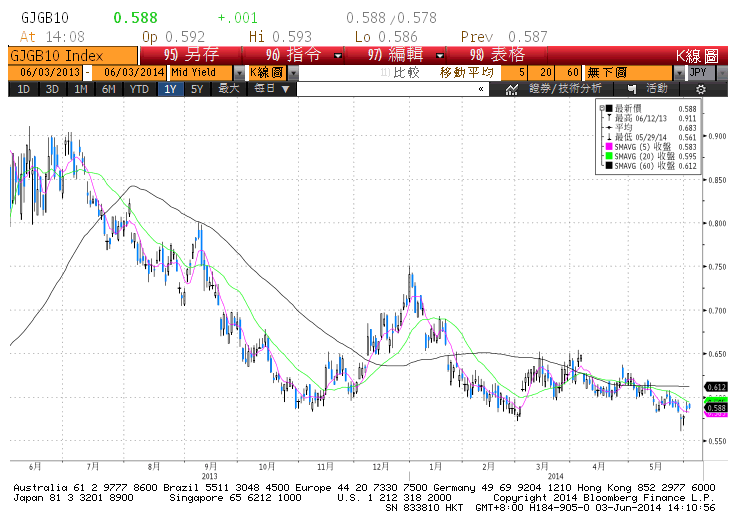 GJGB10 0.588 +.001 0.588/0.578
At 14:08 Op 0.592 Hi 0.593 Lo 0.586 Prev 0.587
GJGB10 Index 95) 另存 96) 指令 97) 編輯 98) 表格 K線圖
06/03/2013 - 06/03/2014 Mid Yield K線圖 比較 移動平均 5 20 60 無下圖 JPY
1D 3D 1M 6M YTD 1Y 5Y 最大 每日 ▼ « 證券/技術分析 活動
最新價 0.588
最高 06/12/13 0.911
平均 0.683
最低 05/29/14 0.561
SMAVG (5) 收盤 0.583
SMAVG (20) 收盤 0.595
SMAVG (60) 收盤 0.612
0.900
0.850
0.800
0.750
0.700
0.650
0.612
0.588
0.550
6月 7月 8月 9月 10月 11月 12月 1月 2月 3月 4月 5月
2013 2014
Australia 61 2 9777 8600 Brazil 5511 3048 4500 Europe 44 20 7330 7500 Germany 49 69 9204 1210 Hong Kong 852 2977 6000
Japan 81 3 3201 8900 Singapore 65 6212 1000 U.S. 1 212 318 2000 Copyright 2014 Bloomberg Finance L.P.
SN 833810 HKT GMT+8:00 H184-905-0 03-Jun-2014 14:10:56